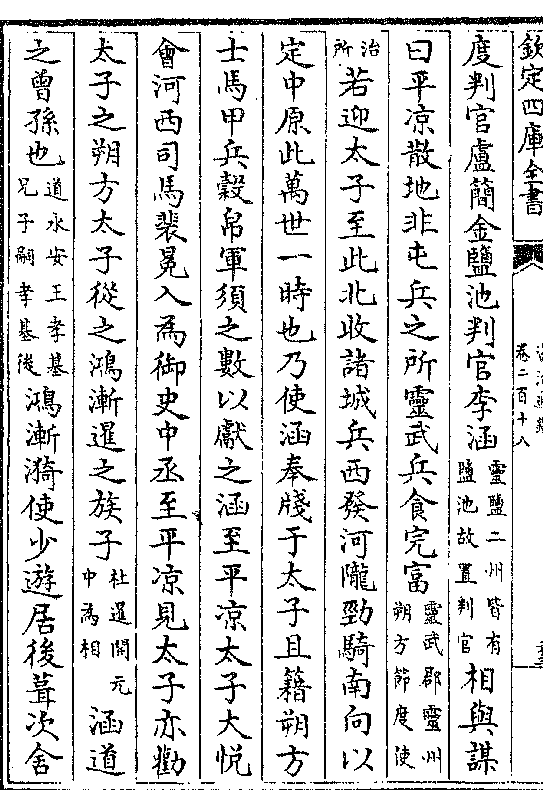 欽定四庫全書
卷二百十八
度判官盧簡金鹽池判官李涵靈鹽二州皆有鹽池故置判官相與謀
曰平凉散地非屯兵之所靈武兵食完富靈武郡靈州朔方節度使
治所若迎太子至此北收諸城兵西發河隴勁騎南向以
定中原此萬世一時也乃使涵奉牋于太子且籍朔方
士馬甲兵穀帛軍須之數以獻之涵至平凉太子大悦
會河西司馬裴冕入為御史中丞至平凉見太子亦勸
太子之朔方太子從之鴻漸暹之族子杜暹開元中為相涵道
之曾孫也道永安王孝基兄子嗣孝基後鴻漸漪使少遊居後葺次舍